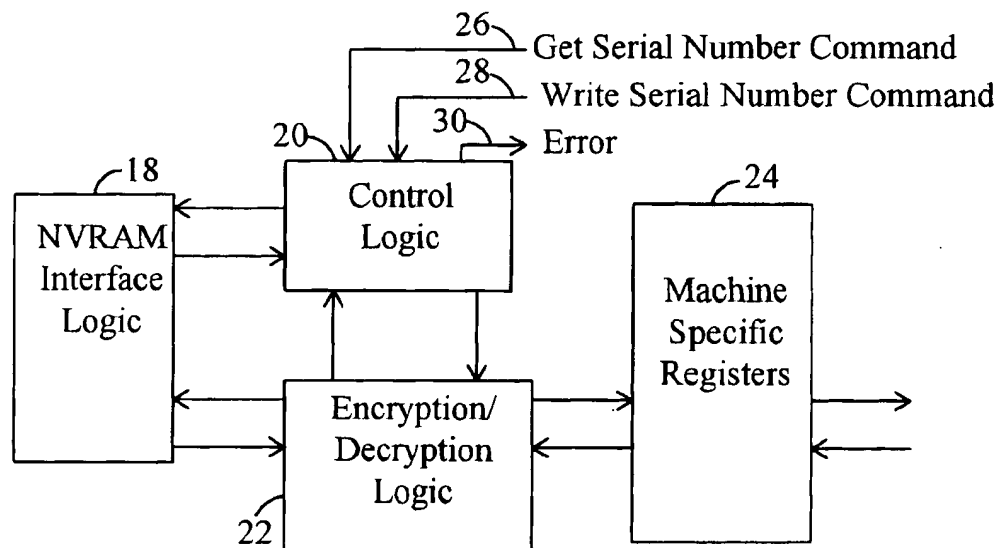 26
Get Serial Number Command
28
Write Serial Number Command
30
Error
20
Control
Logic
18
NVRAM
Interface
Logic
24
Machine
Specific
Registers
Encryption/
Decryption
Logic
22